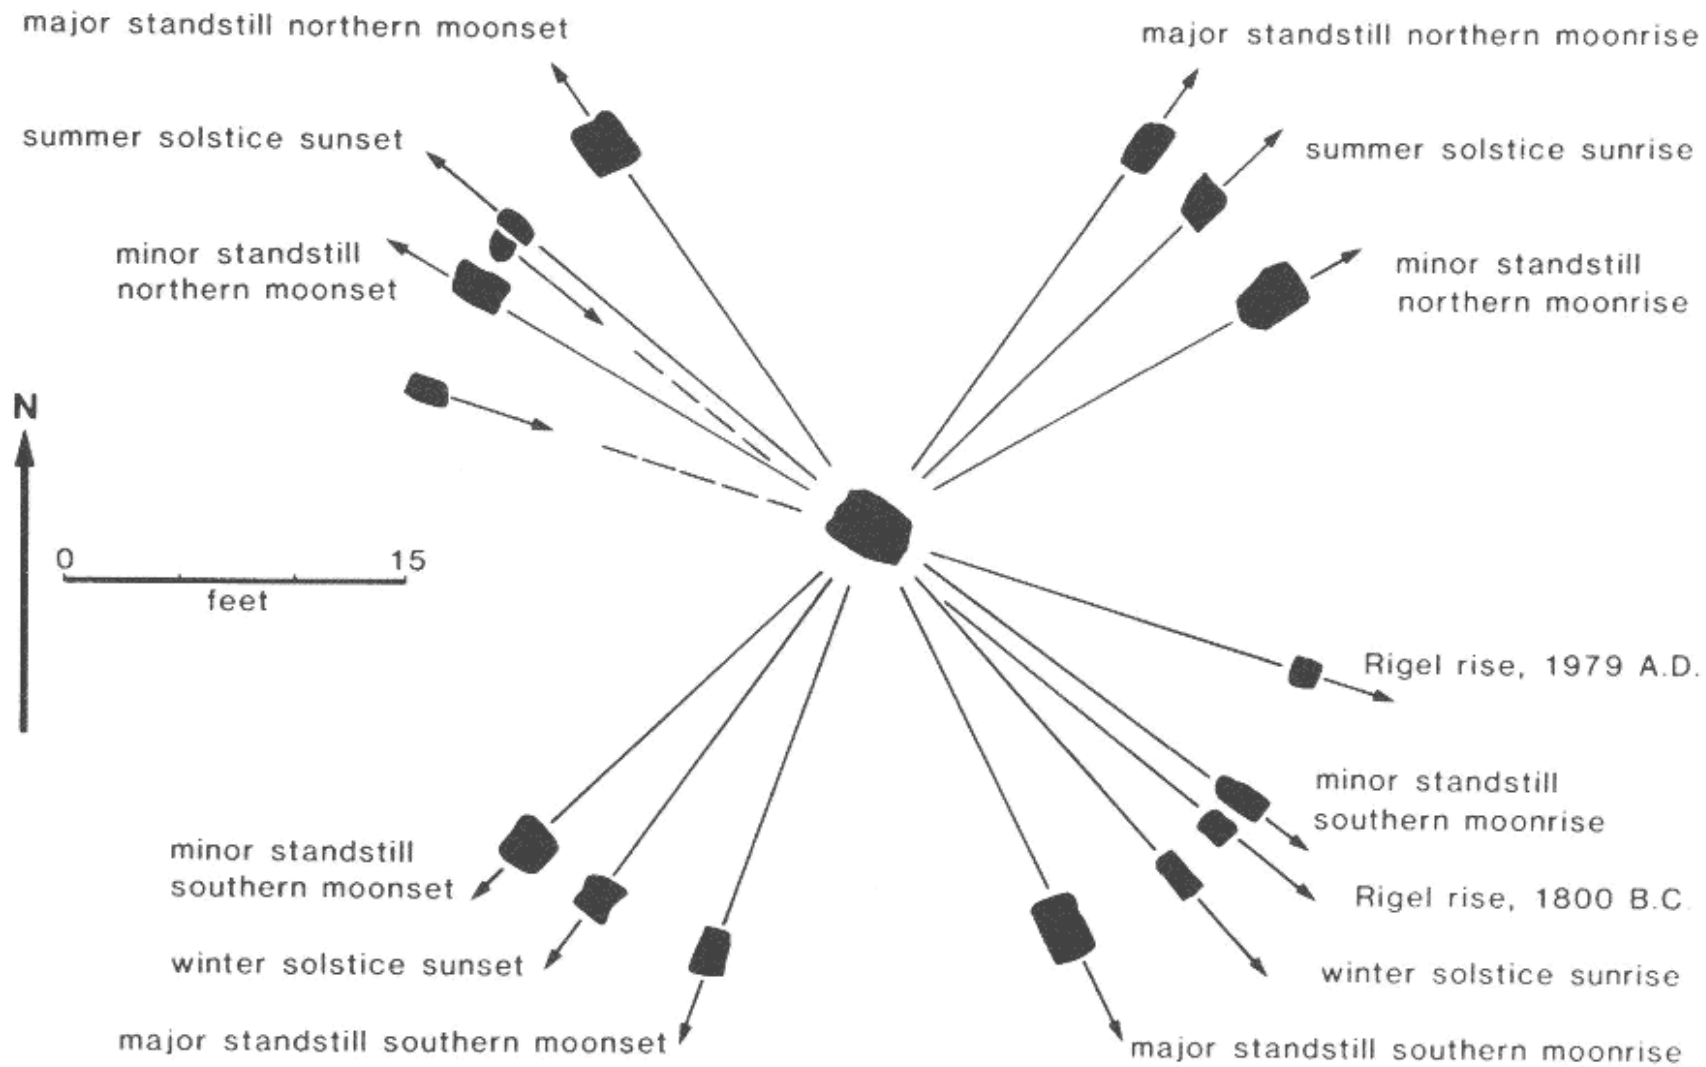 major standstill northern moonset
major standstill northern moonrise
summer solstice sunset
summer solstice sunrise
minor standstill
northern moonset
minor standstill
northern moonrise
N
0 15
feet
Rigel rise, 1979 A.D.
minor standstill
southern moonrise
minor standstill
southern moonset
Rigel rise, 1800 B.C.
winter solstice sunset
winter solstice sunrise
major standstill southern moonset
major standstill southern moonrise